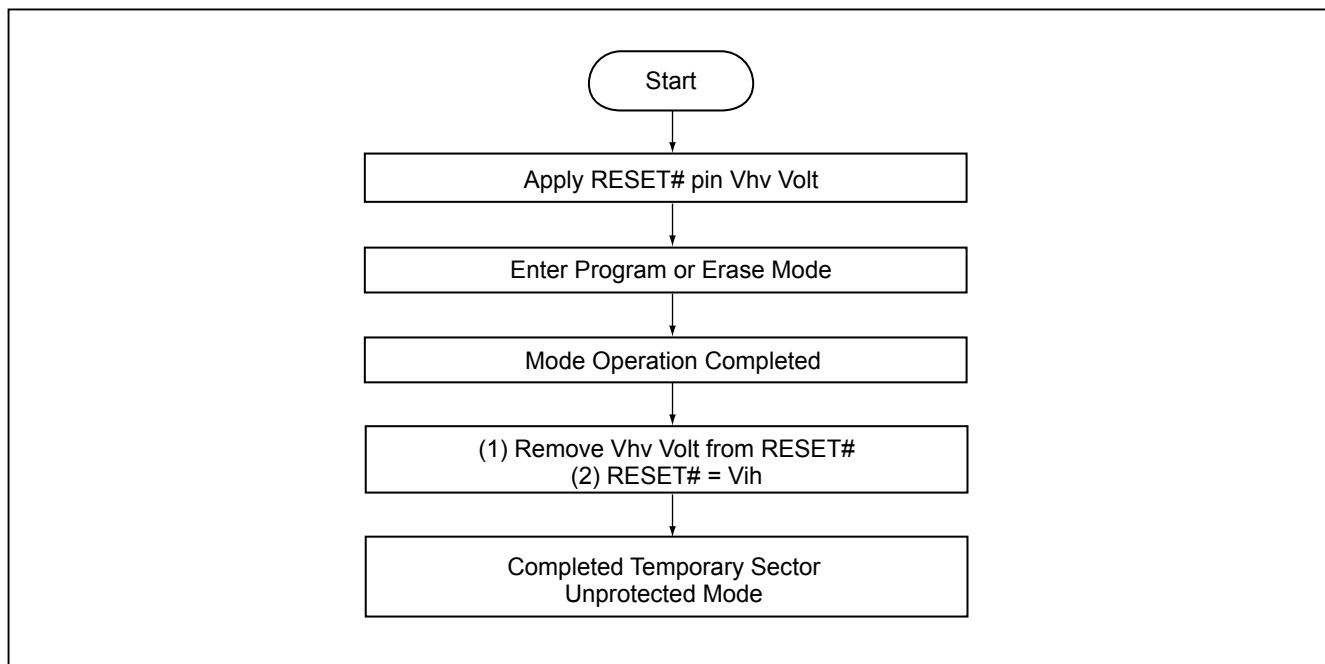 Start
Apply RESET# pin Vhv Volt
Enter Program or Erase Mode
Mode Operation Completed
(1) Remove Vhv Volt from RESET#
(2) RESET# = Vih
Completed Temporary Sector
Unprotected Mode